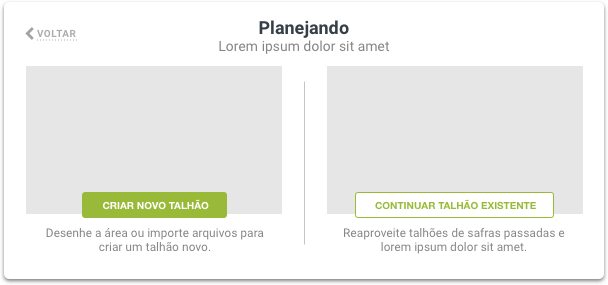 VOLTAR
Planejando
Lorem ipsum dolor sit amet
CRIAR NOVO TALHÃO
Desenhe a área ou importe arquivos para
criar um talhão novo.
CONTINUAR TALHÃO EXISTENTE
Reaproveite talhões de safras passadas e
lorem ipsum dolor sit amet.